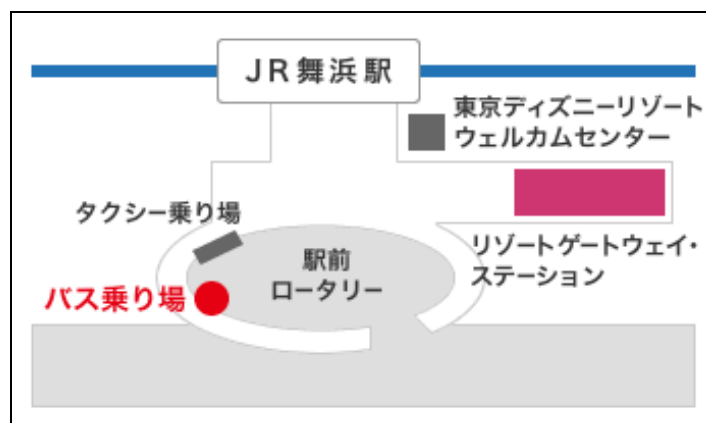 JR舞浜駅
東京ディズニーリゾート
ウェルカムセンター
タクシー乗り場
駅前
ロータリー
リゾートゲートウェイ・
ステーション
バス乗り場